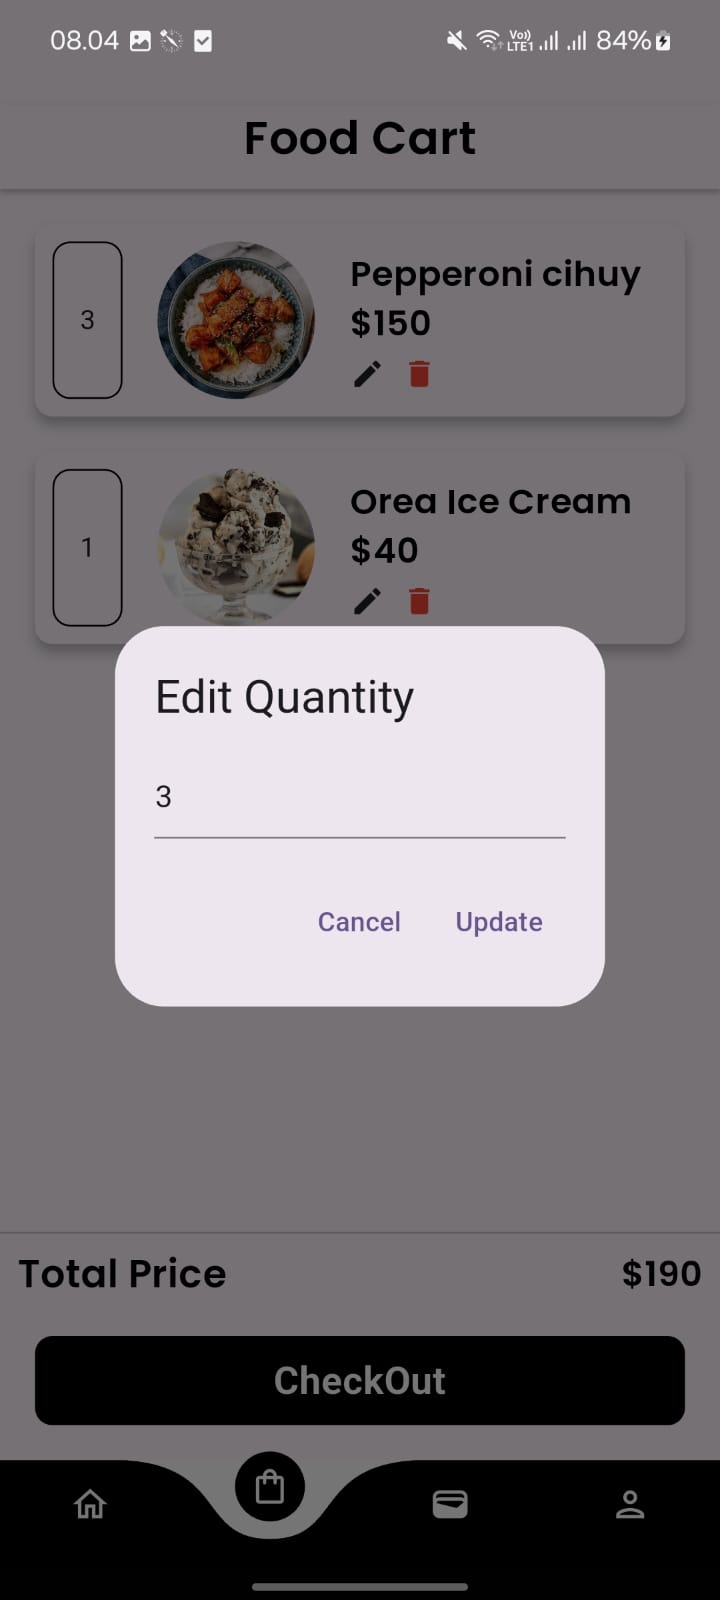 08.04 Vo)) LTE1 84%
Food Cart
3
Pepperoni cihuy
$150
1
Orea Ice Cream
$40
Edit Quantity
3
Cancel Update
Total Price $190
CheckOut